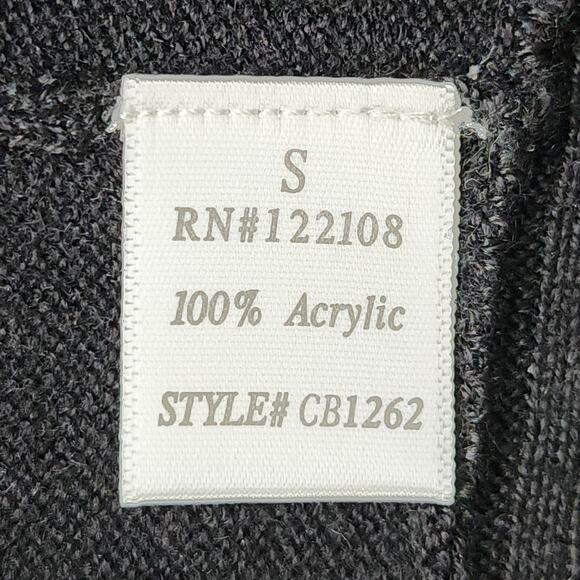 S
RN#122108
100% Acrylic
STYLE# CB1262